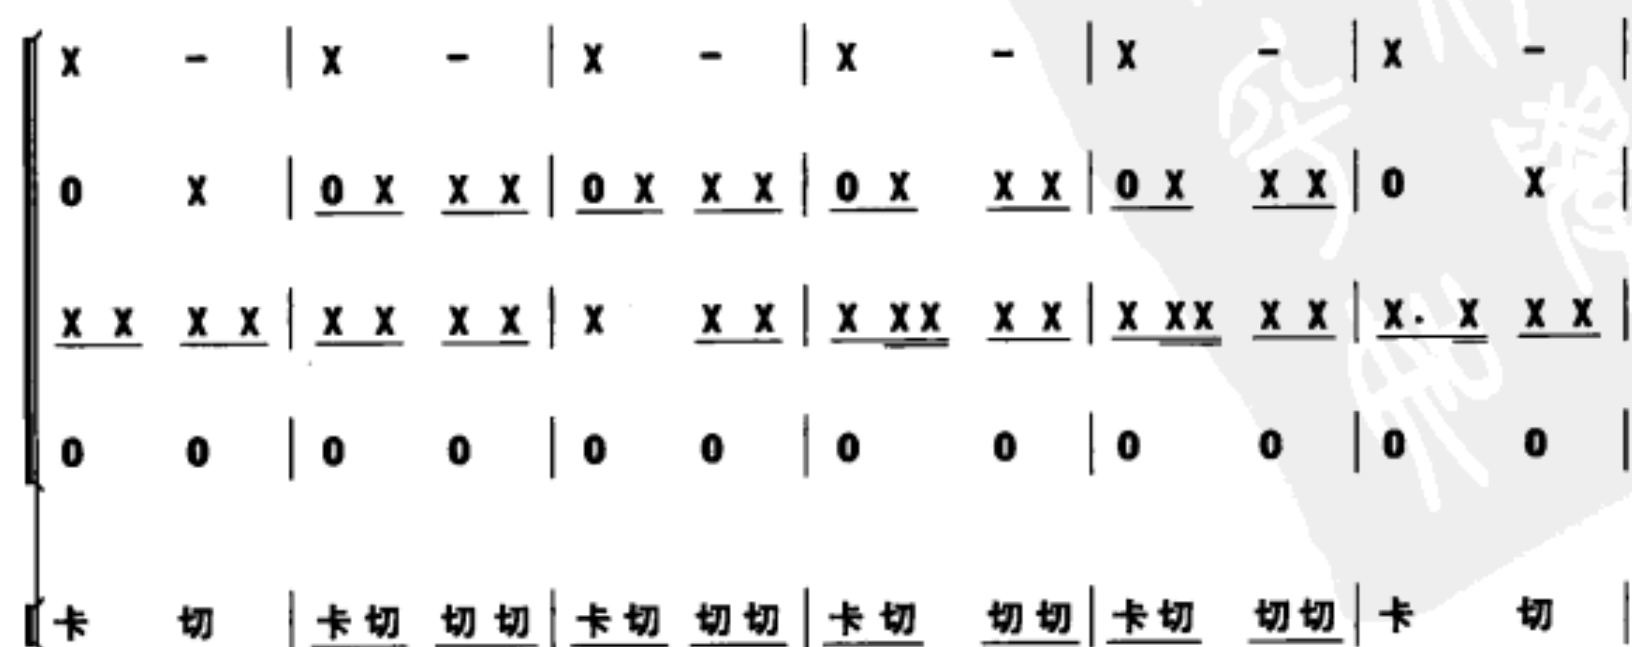 X - | X - | X - | X - | X - | X - |
0 X | 0 X X X | 0 X X X | 0 X X X | 0 X X X | 0 X |
X X X X | X X X X | X X X | X XX X X | X XX X X | X. X X X |
0 0 | 0 0 | 0 0 | 0 0 | 0 0 | 0 0 |
卡 切 | 卡切 切切 | 卡切 切切 | 卡切 切切 | 卡切 切切 | 卡 切 |